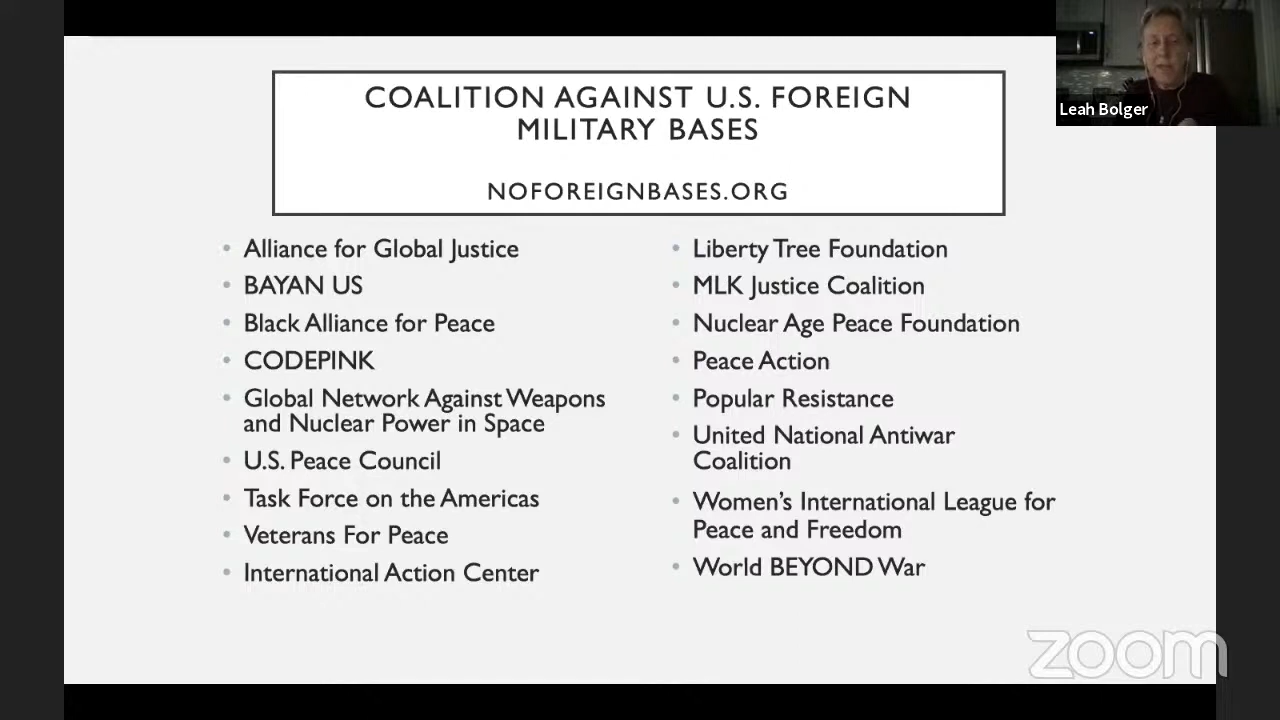 COALITION AGAINST U.S. FOREIGN
MILITARY BASES
NOFOREIGNBASES.ORG
Leah Bolger
• Alliance for Global Justice
• BAYAN US
• Black Alliance for Peace
• CODEPINK
• Global Network Against Weapons
and Nuclear Power in Space
• U.S. Peace Council
• Task Force on the Americas
• Veterans For Peace
• International Action Center
• Liberty Tree Foundation
• MLK Justice Coalition
• Nuclear Age Peace Foundation
• Peace Action
• Popular Resistance
• United National Antiwar
Coalition
• Women’s International League for
Peace and Freedom
• World BEYOND War
zoom